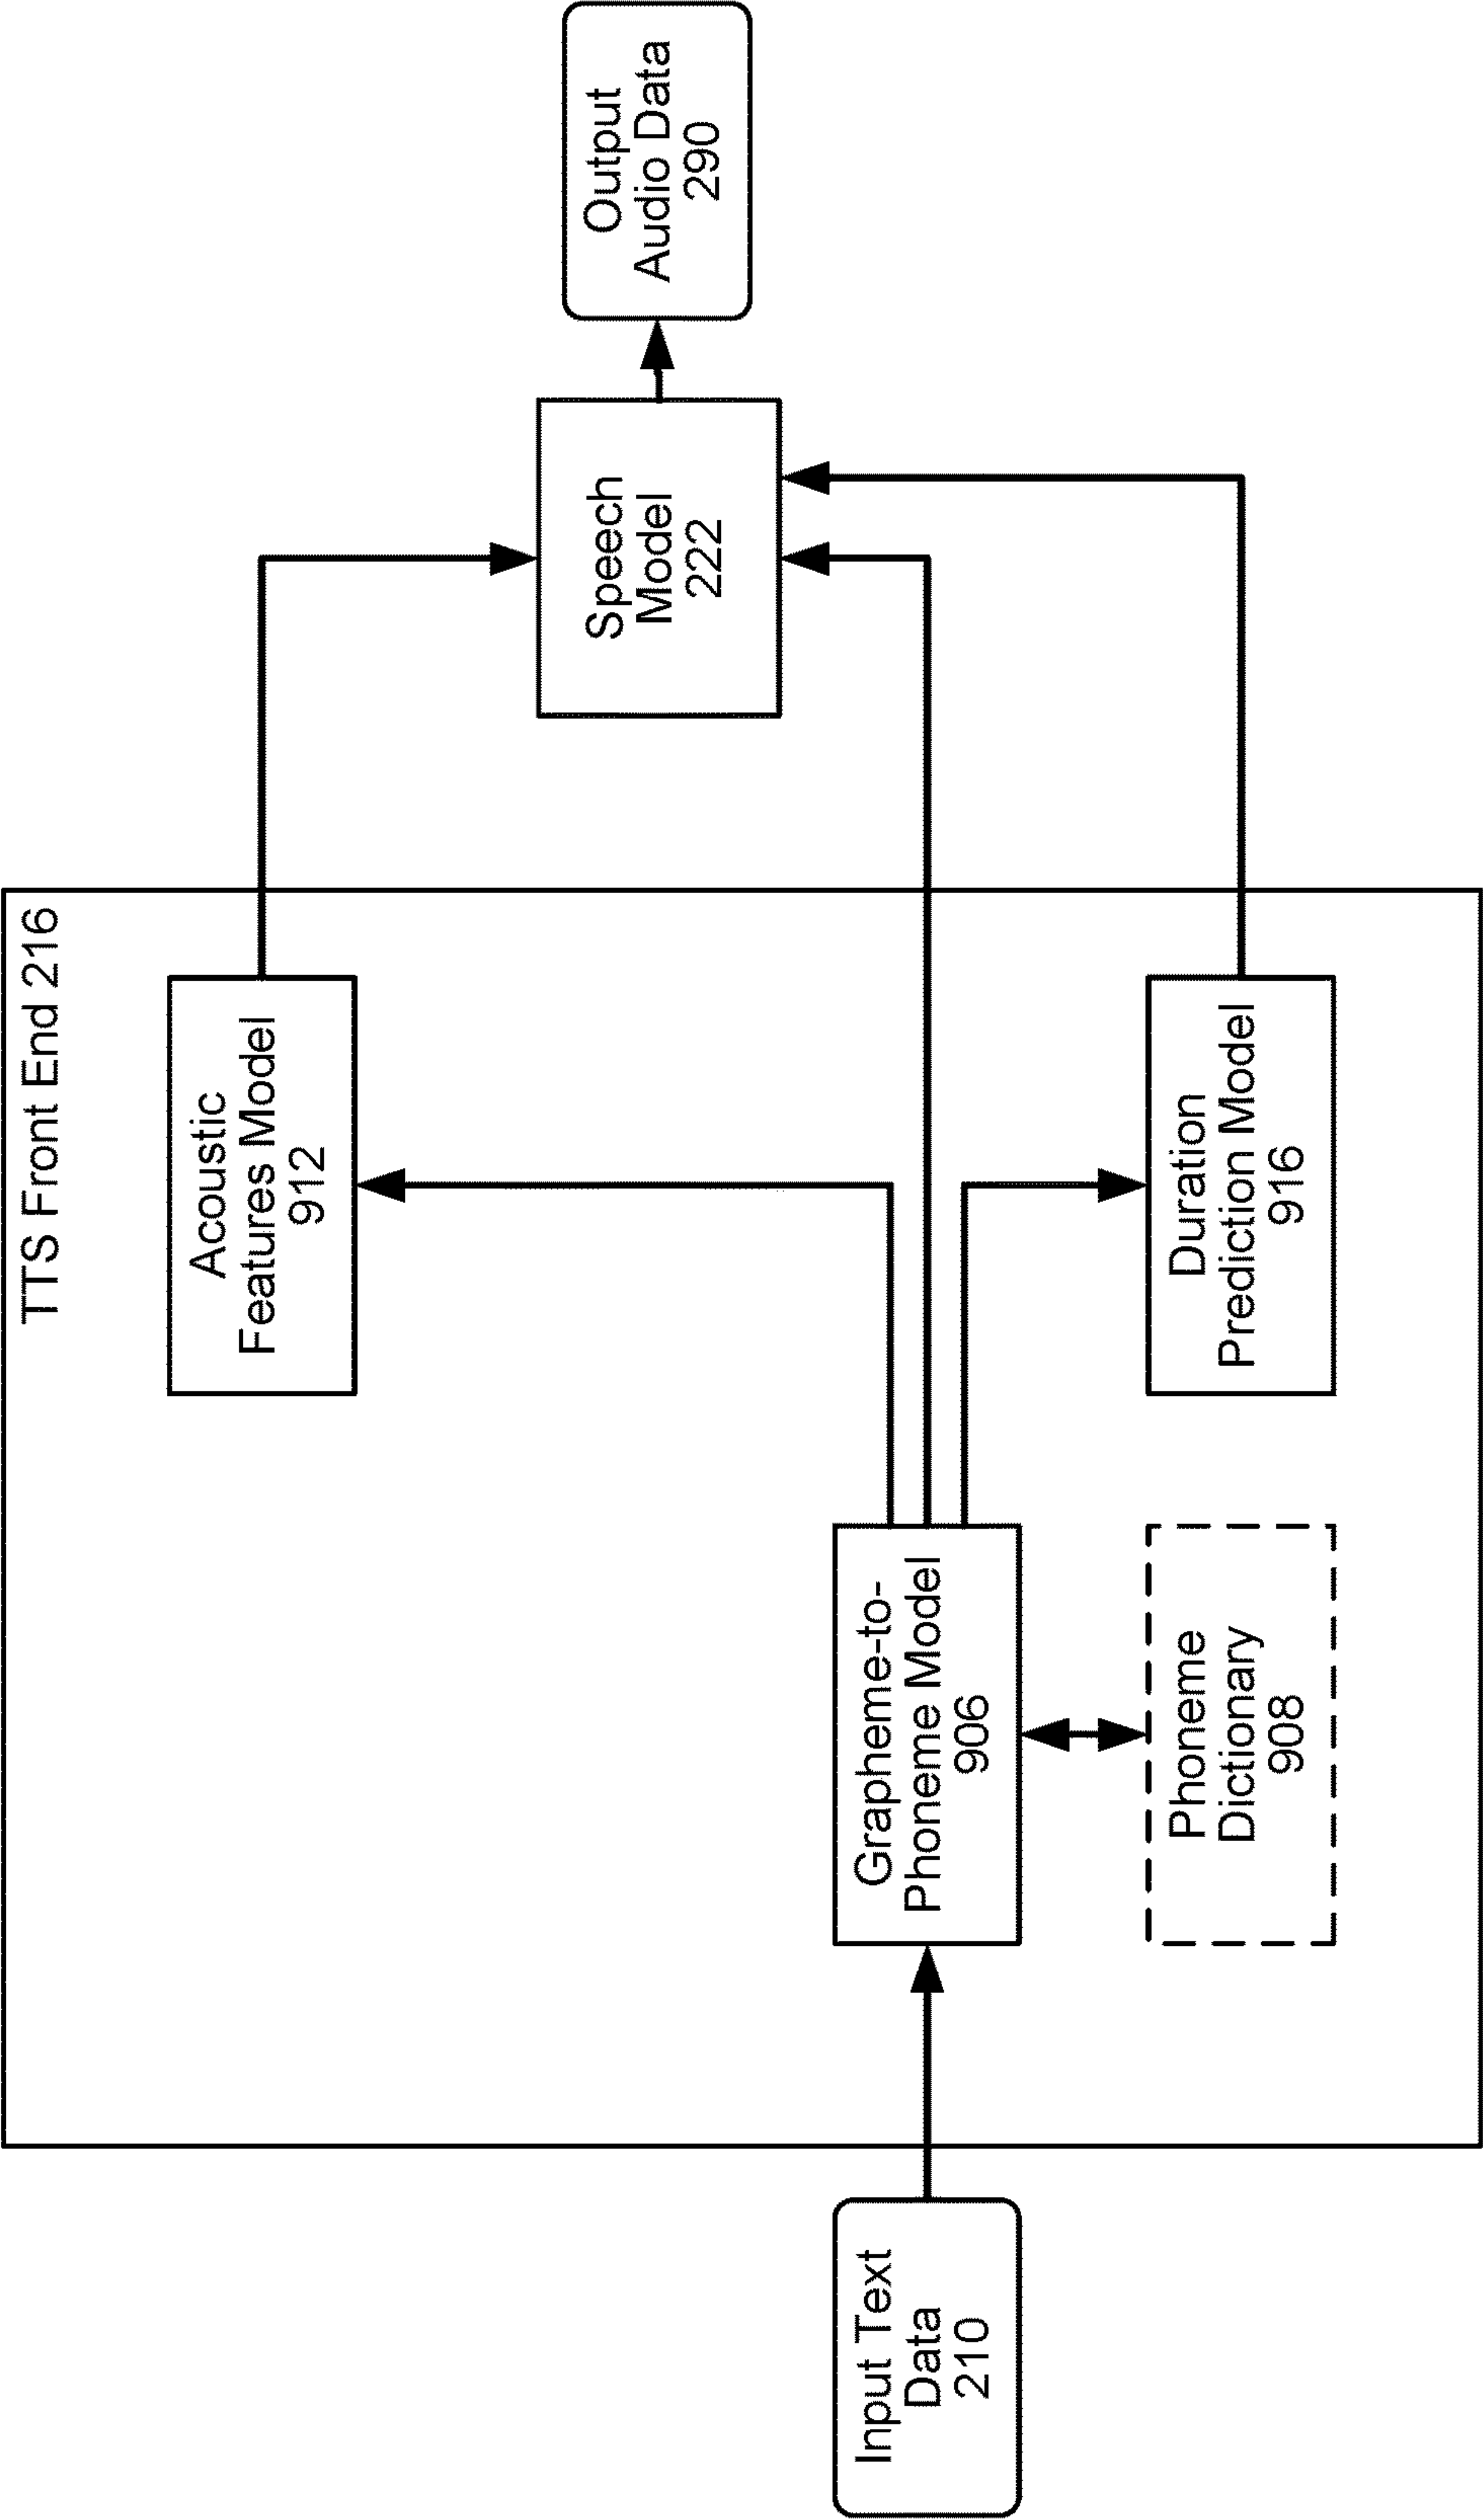 TTS Front End 216
Input Text
Data
210
Grapheme-to-
Phoneme Model
906
Phoneme
Dictionary
908
Acoustic
Features Model
912
Duration
Prediction Model
916
Speech
Model
222
Output
Audio Data
290